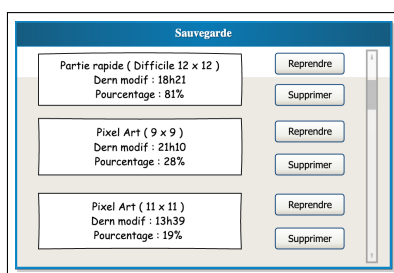 Sauvegarde
Partie rapide ( Difficile 12 x 12 )
Dern modif : 18h21
Pourcentage : 81%
Reprendre
Supprimer
Pixel Art ( 9 x 9 )
Dern modif : 21h10
Pourcentage : 28%
Reprendre
Supprimer
Pixel Art ( 11 x 11 )
Dern modif : 13h39
Pourcentage : 19%
Reprendre
Supprimer